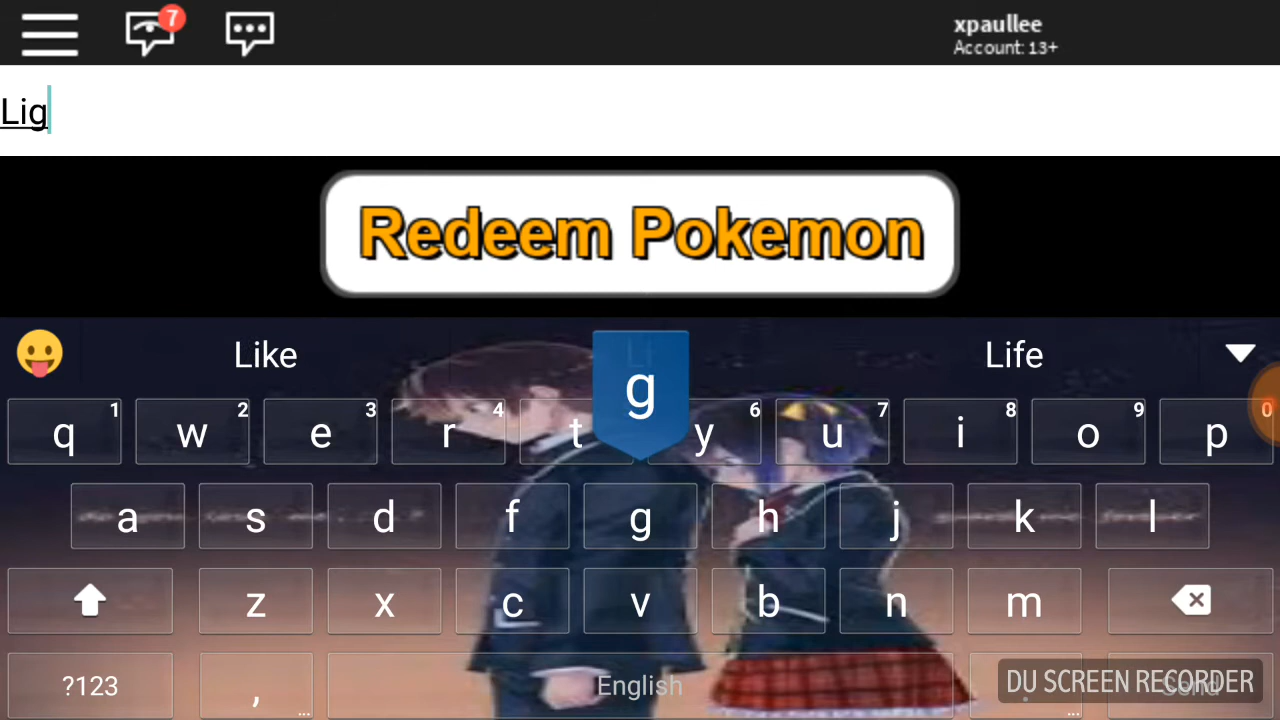 7
xpaullee
Account: 13+
Lig
Redeem Pokemon
Like
Life
g
q 1 w 2 e 3 r 4 t y 6 u 7 i 8 o 9 p 0
a s d f g h j k l
z x c v b n m
?123 , ... English . ...
DU SCREEN RECORDER